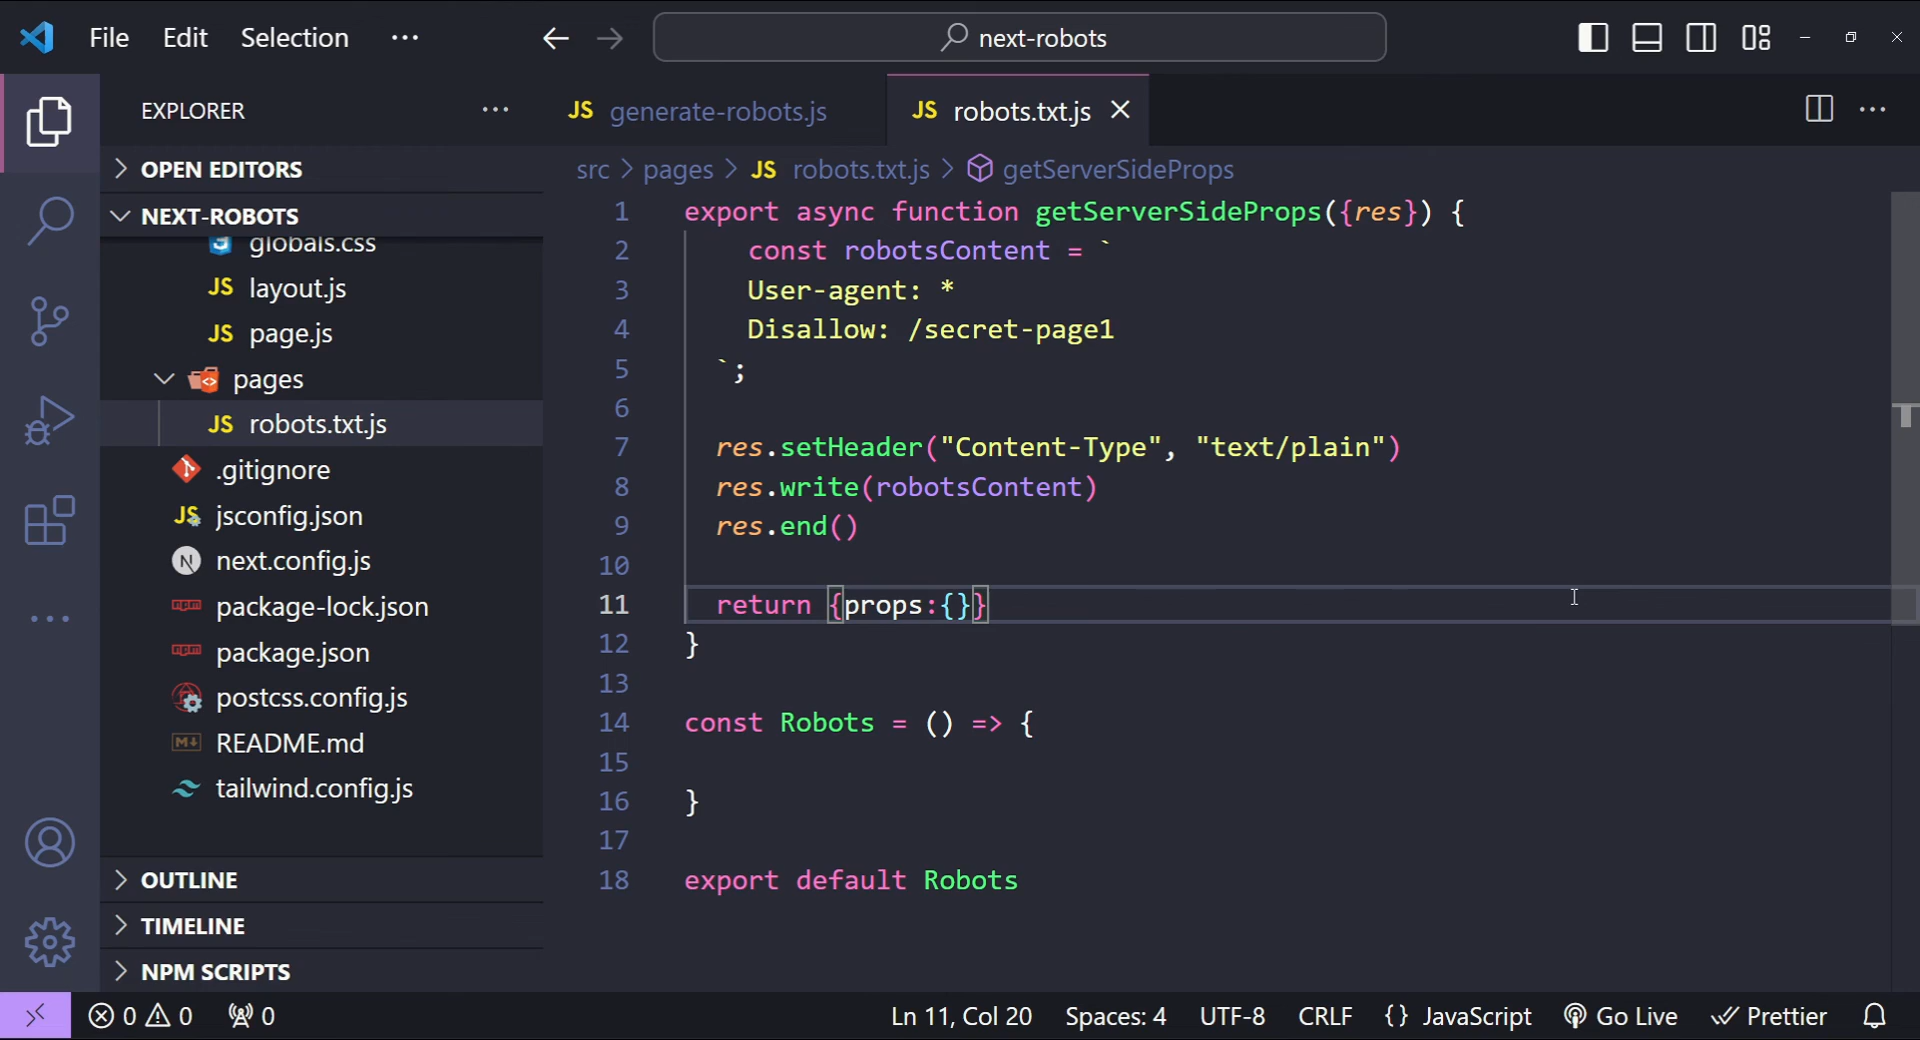 File Edit Selection ··· next-robots
EXPLORER ···
OPEN EDITORS
NEXT-ROBOTS
globals.css
JS layout.js
JS page.js
pages
JS robots.txt.js
.gitignore
JS jsconfig.json
N next.config.js
package-lock.json
package.json
postcss.config.js
M↓ README.md
tailwind.config.js
OUTLINE
TIMELINE
NPM SCRIPTS
JS generate-robots.js JS robots.txt.js ···
src > pages > JS robots.txt.js > getServerSideProps
1 export async function getServerSideProps({res}) {
2     const robotsContent = `
3     User-agent: *
4     Disallow: /secret-page1
5   `;
6
7   res.setHeader("Content-Type", "text/plain")
8   res.write(robotsContent)
9   res.end()
10
11   return {props:{}}
12 }
13
14 const Robots = () => {
15
16 }
17
18 export default Robots
0 0 0 Ln 11, Col 20 Spaces: 4 UTF-8 CRLF {} JavaScript Go Live Prettier